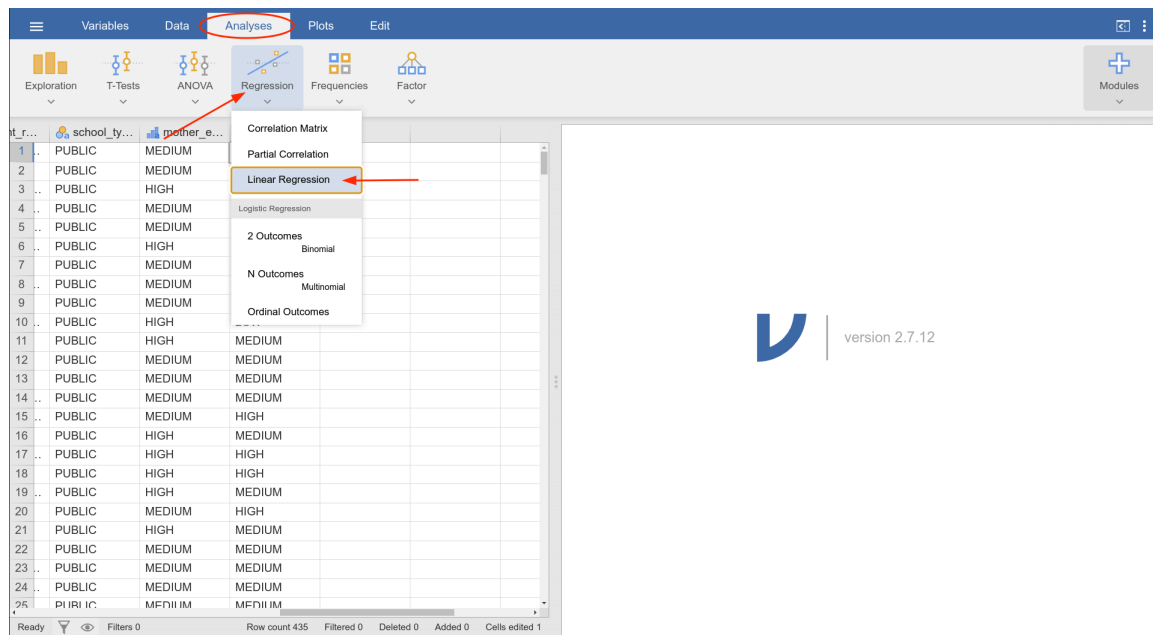 Variables Data Analyses Plots Edit
Exploration T-Tests ANOVA Regression Frequencies Factor Modules
nt_r... school_ty... mother_e...
Correlation Matrix
Partial Correlation
Linear Regression
Logistic Regression
2 Outcomes
Binomial
N Outcomes
Multinomial
Ordinal Outcomes
1 .. PUBLIC MEDIUM
2 PUBLIC MEDIUM
3 .. PUBLIC HIGH
4 .. PUBLIC MEDIUM
5 .. PUBLIC MEDIUM
6 .. PUBLIC HIGH
7 PUBLIC MEDIUM
8 .. PUBLIC MEDIUM
9 PUBLIC MEDIUM
10 .. PUBLIC HIGH
11 PUBLIC HIGH MEDIUM
12 PUBLIC MEDIUM MEDIUM
13 PUBLIC MEDIUM MEDIUM
14 .. PUBLIC MEDIUM MEDIUM
15 .. PUBLIC MEDIUM HIGH
16 PUBLIC HIGH MEDIUM
17 .. PUBLIC HIGH HIGH
18 PUBLIC HIGH HIGH
19 .. PUBLIC HIGH MEDIUM
20 PUBLIC MEDIUM HIGH
21 PUBLIC HIGH MEDIUM
22 PUBLIC MEDIUM MEDIUM
23 .. PUBLIC MEDIUM MEDIUM
24 .. PUBLIC MEDIUM MEDIUM
25 PUBLIC MEDIUM MEDIUM
version 2.7.12
Ready Filters 0 Row count 435 Filtered 0 Deleted 0 Added 0 Cells edited 1